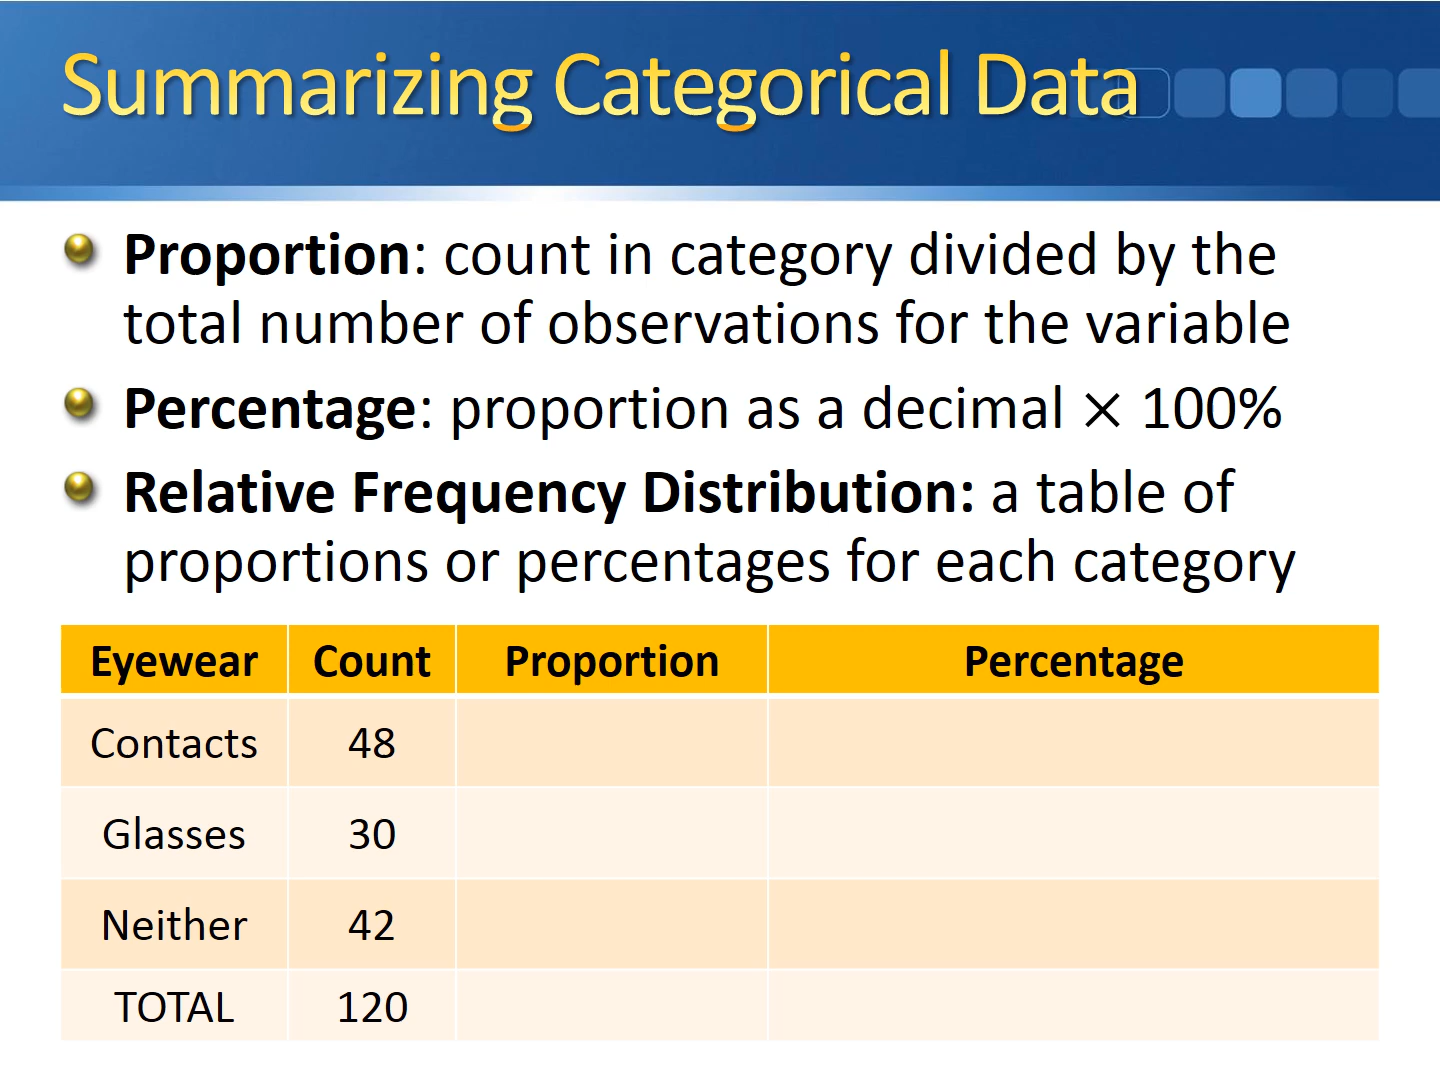 Summarizing Categorical Data
Proportion: count in category divided by the
total number of observations for the variable
Percentage: proportion as a decimal × 100%
Relative Frequency Distribution: a table of
proportions or percentages for each category
Eyewear Count Proportion Percentage
Contacts 48
Glasses 30
Neither 42
TOTAL 120